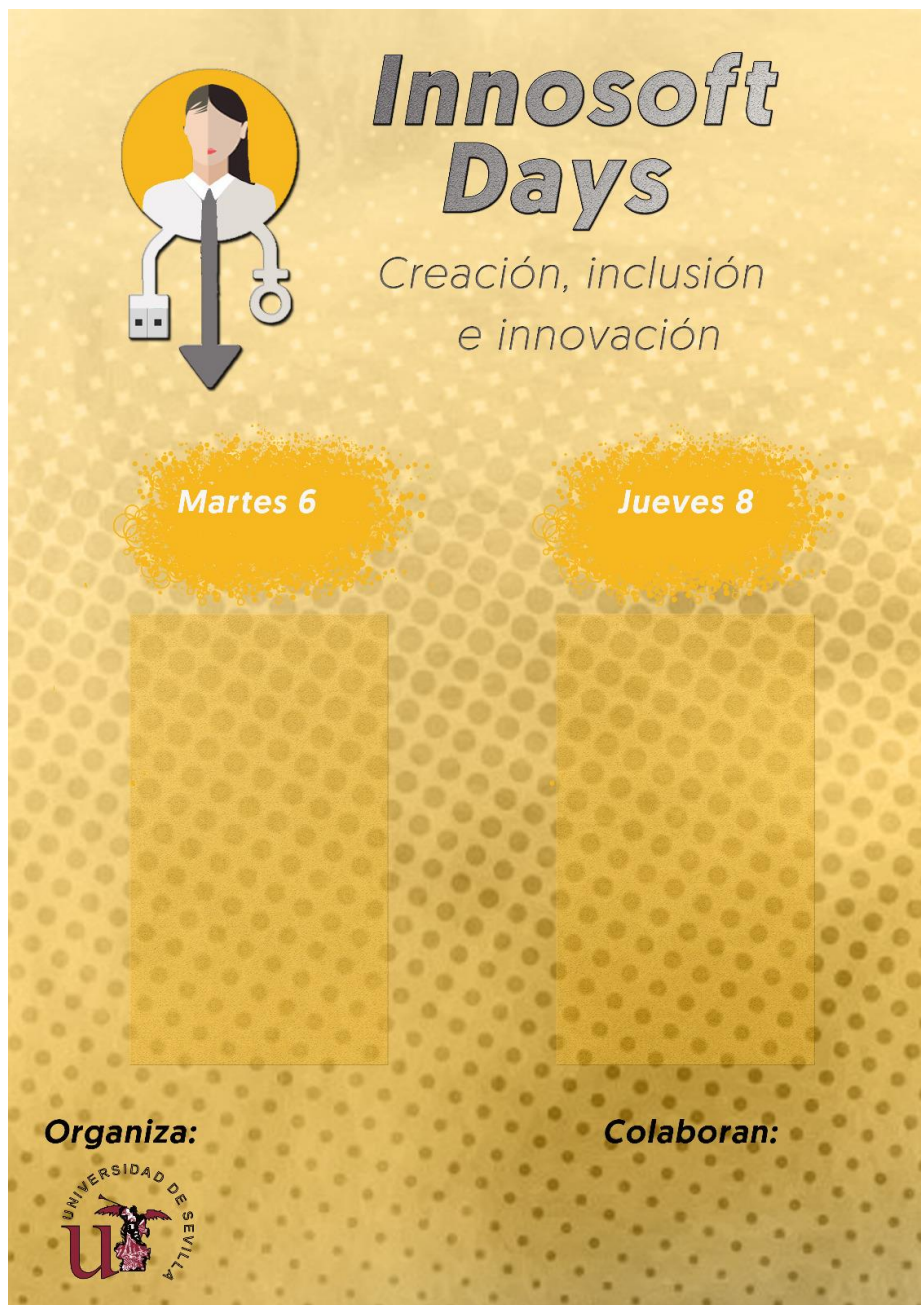 Innosoft
Days
Creación, inclusión
e innovación
Martes 6
Jueves 8
Organiza:
Colaboran:
UNIVERSIDAD DE SEVILLA
U